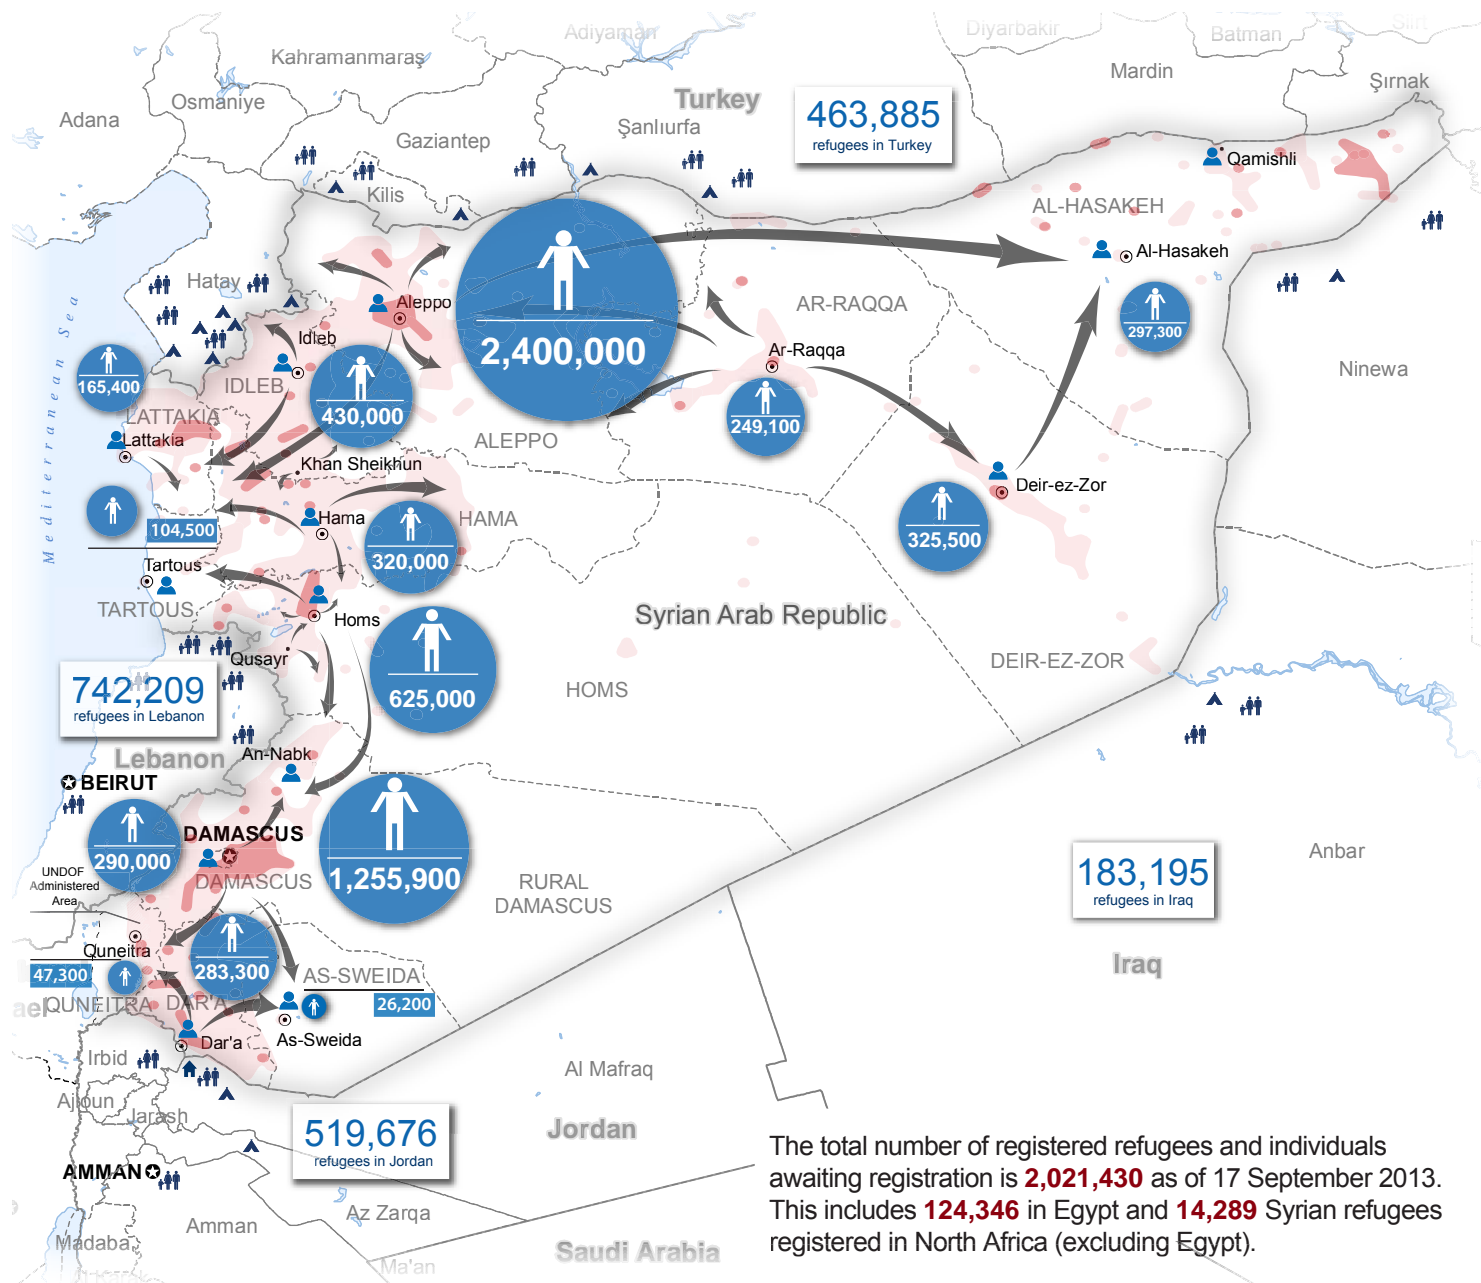 Adiyaman
Diyarbakir
Batman
Siirt
Kahramanmaraş
Mardin
Şırnak
Osmaniye
Turkey
463,885
refugees in Turkey
Adana
Gaziantep
Şanlıurfa
Qamishli
Kilis
AL-HASAKEH
Al-Hasakeh
Hatay
Mediterranean Sea
Aleppo
AR-RAQQA
297,300
Idleb
2,400,000
Ar-Raqqa
Ninewa
165,400
IDLEB
430,000
249,100
LATTAKIA
Lattakia
ALEPPO
Khan Sheikhun
Deir-ez-Zor
104,500
Hama
HAMA
325,500
320,000
Tartous
TARTOUS
Homs
Syrian Arab Republic
Qusayr
DEIR-EZ-ZOR
742,209
refugees in Lebanon
625,000
HOMS
Lebanon
An-Nabk
BEIRUT
DAMASCUS
290,000
1,255,900
UNDOF
Administered
Area
DAMASCUS
RURAL
DAMASCUS
183,195
refugees in Iraq
Anbar
Quneitra
47,300
283,300
AS-SWEIDA
26,200
Iraq
ael
QUNEITRA
DAR'A
As-Sweida
Dar'a
Irbid
Al Mafraq
Ajloun
Jarash
519,676
refugees in Jordan
Jordan
AMMAN
Amman
Az Zarqa
Madaba
Saudi Arabia
Ma'an
Al Karak
The total number of registered refugees and individuals
awaiting registration is 2,021,430 as of 17 September 2013.
This includes 124,346 in Egypt and 14,289 Syrian refugees
registered in North Africa (excluding Egypt).